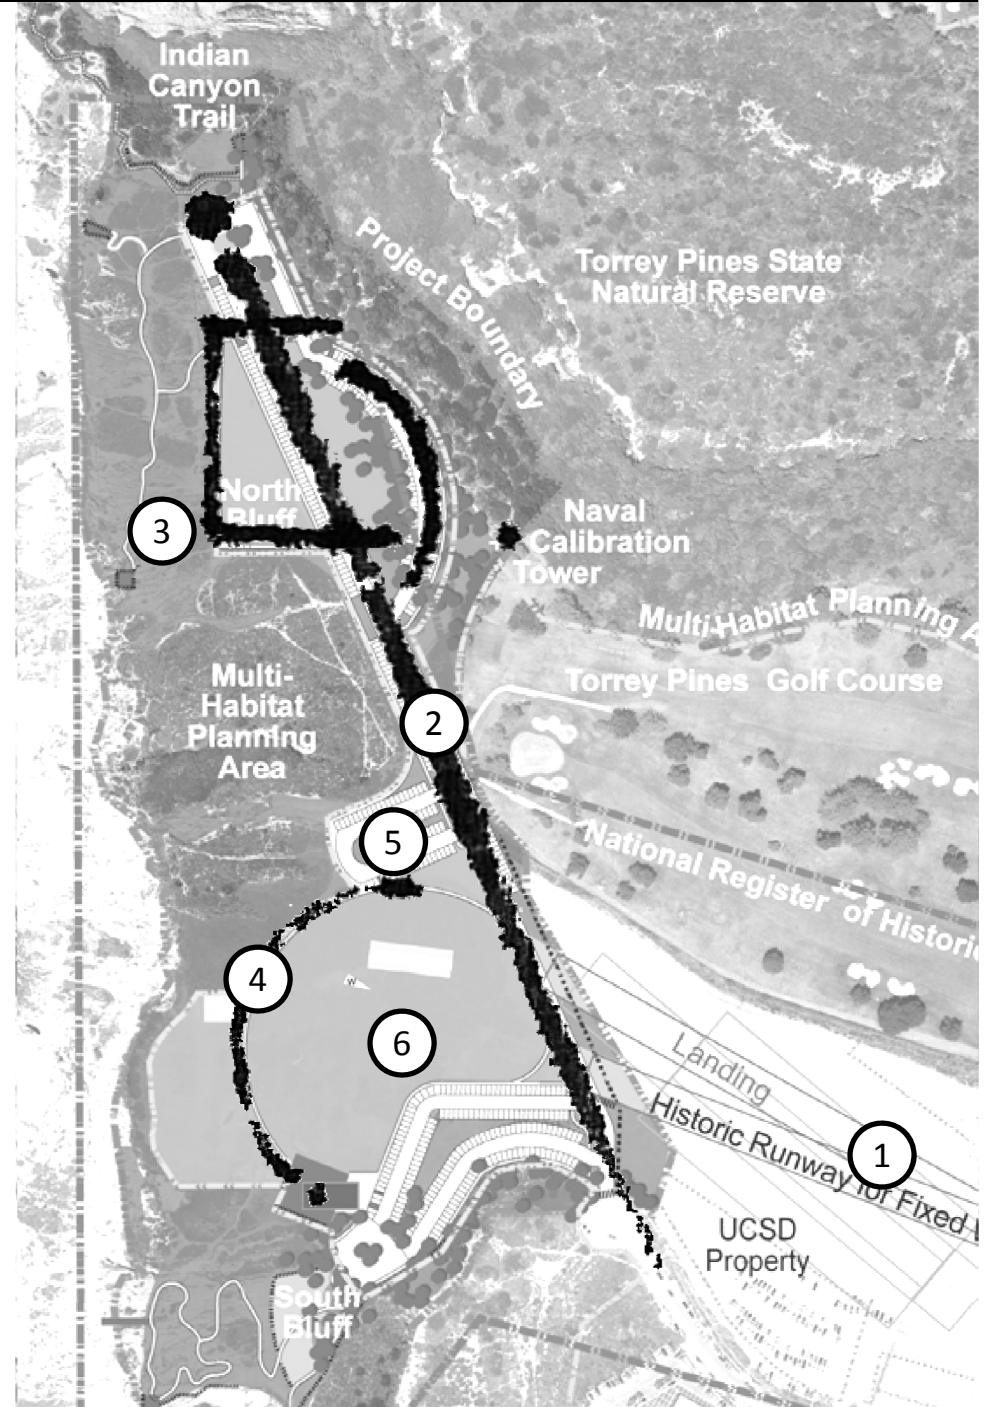 Indian
Canyon
Trail
Project Boundary
Torrey Pines State
Natural Reserve
North
Bluff
3
Naval
Calibration
Tower
Multi-Habitat Planning A
Torrey Pines Golf Course
Multi-
Habitat
Planning
Area
2
5
National Register of Historic
4
W
6
Landing
Historic Runway for Fixed W
1
UCSD
Property
South
Bluff